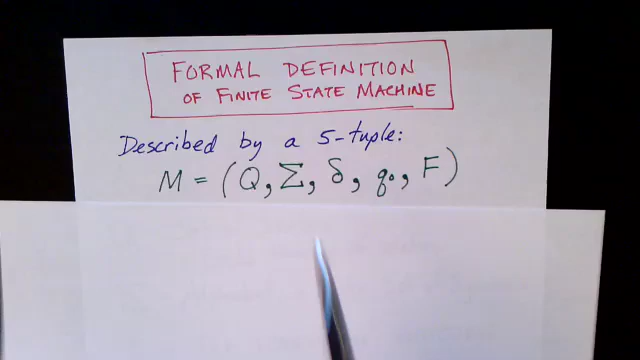 FORMAL DEFINITION
OF FINITE STATE MACHINE
Described by a 5-tuple:
M = (Q, Σ, δ, q₀, F)